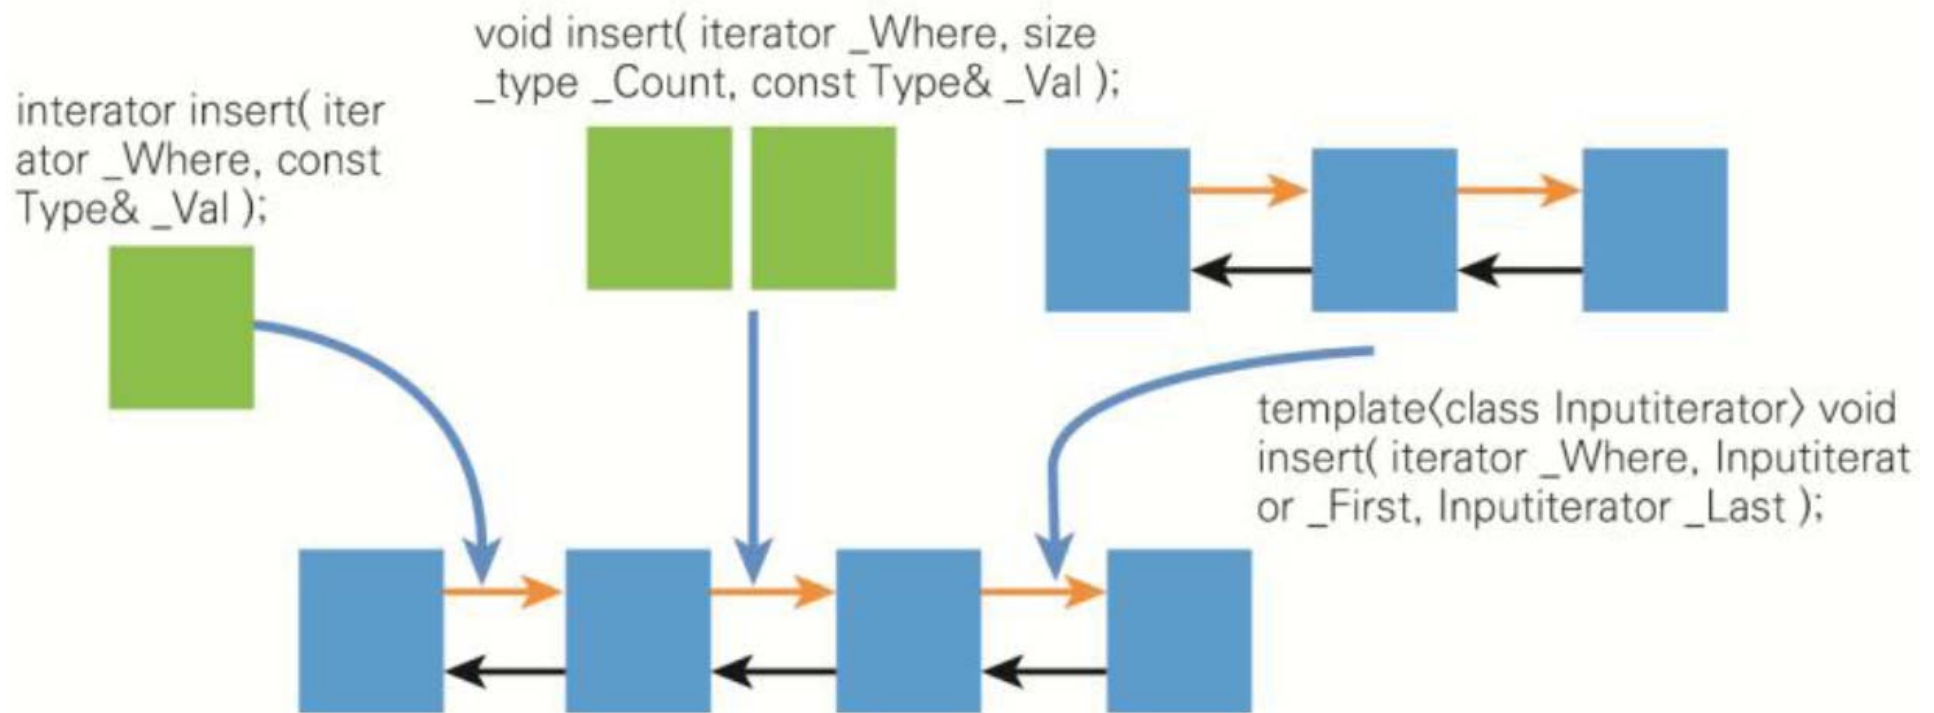 void insert( iterator _Where, size
_type _Count, const Type& _Val );
interator insert( iter
ator _Where, const
Type& _Val );
template〈class Inputiterator〉 void
insert( iterator _Where, Inputiterat
or _First, Inputiterator _Last );